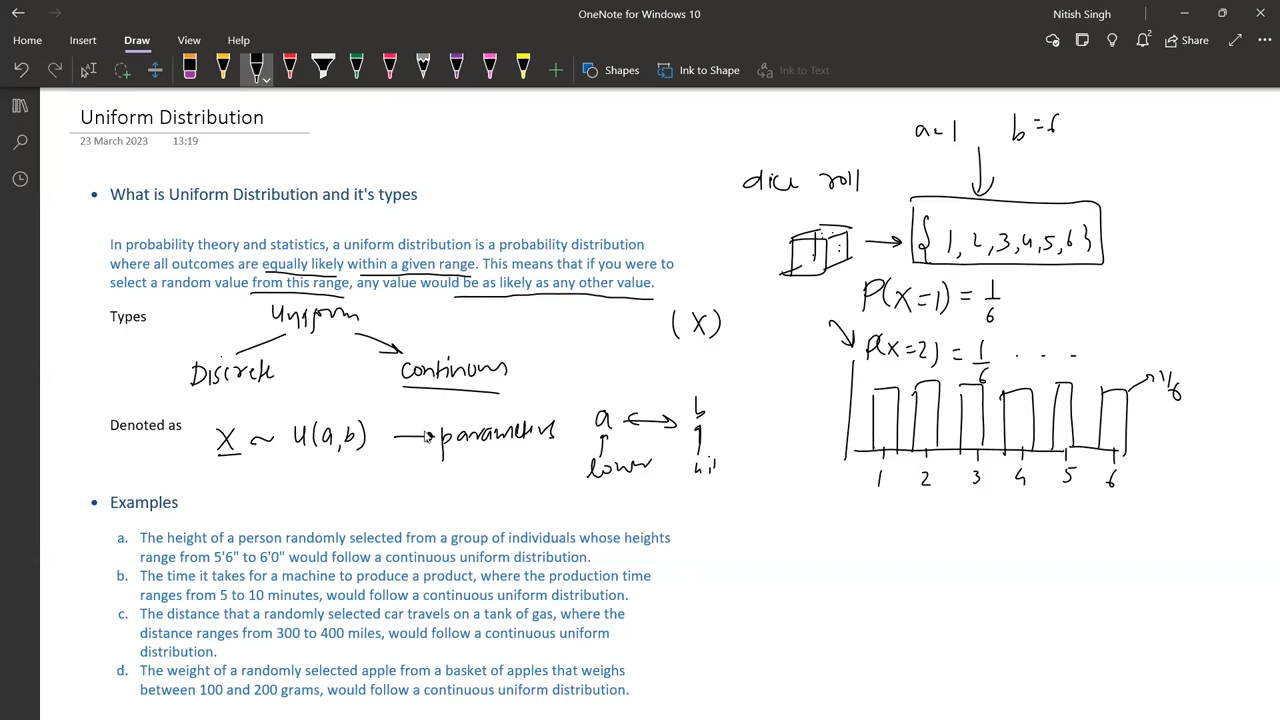 OneNote for Windows 10
Nitish Singh
Home Insert Draw View Help
Share
Shapes Ink to Shape Ink to Text
Uniform Distribution
23 March 2023 13:19
• What is Uniform Distribution and it's types
In probability theory and statistics, a uniform distribution is a probability distribution
where all outcomes are equally likely within a given range. This means that if you were to
select a random value from this range, any value would be as likely as any other value.
Types
Uniform
(X)
Discrete
Continuous
Denoted as
X ~ U(a,b) → parameters
a ↔ b
lower
• Examples
a. The height of a person randomly selected from a group of individuals whose heights
range from 5'6" to 6'0" would follow a continuous uniform distribution.
b. The time it takes for a machine to produce a product, where the production time
ranges from 5 to 10 minutes, would follow a continuous uniform distribution.
c. The distance that a randomly selected car travels on a tank of gas, where the
distance ranges from 300 to 400 miles, would follow a continuous uniform
distribution.
d. The weight of a randomly selected apple from a basket of apples that weighs
between 100 and 200 grams, would follow a continuous uniform distribution.
a=1 b=6
dice roll
{1,2,3,4,5,6}
P(X=1) = 1/6
P(X=2) = 1/6 . . .
1/6
1 2 3 4 5 6